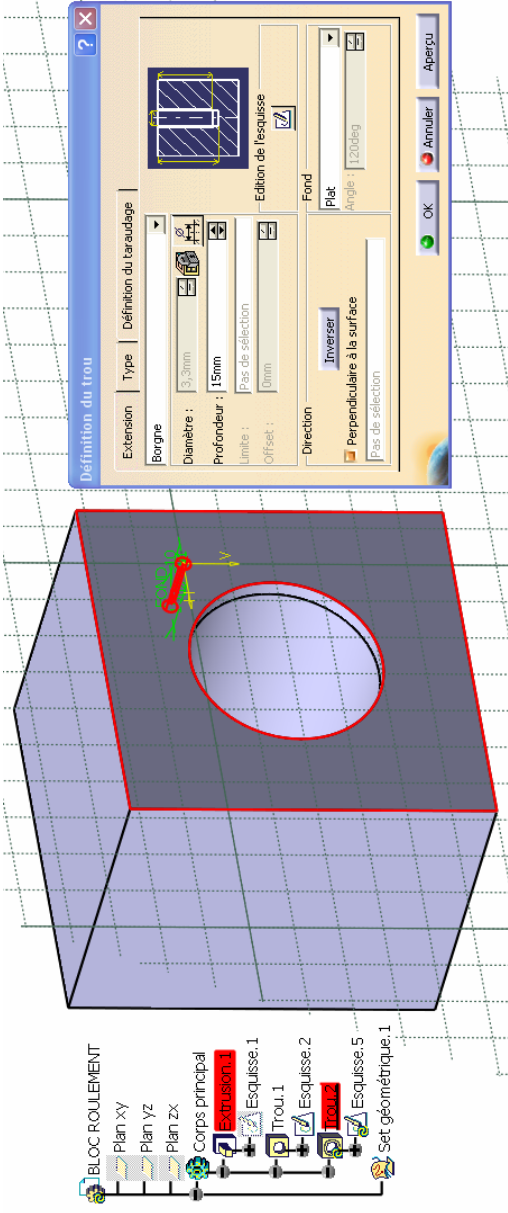 BLOC ROULEMENT
Plan xy
Plan yz
Plan zx
Corps principal
Extrusion.1
Esquisse.1
Trou.1
Esquisse.2
Trou.2
Esquisse.5
Set géométrique.1
H
V
Définition du trou
?
Extension
Type
Définition du taraudage
Borgne
Diamètre :
3,3mm
Profondeur :
15mm
Limite :
Pas de sélection
Offset :
0mm
Edition de l'esquisse
Direction
Inverser
Perpendiculaire à la surface
Pas de sélection
Fond
Plat
Angle :
120deg
OK
Annuler
Aperçu